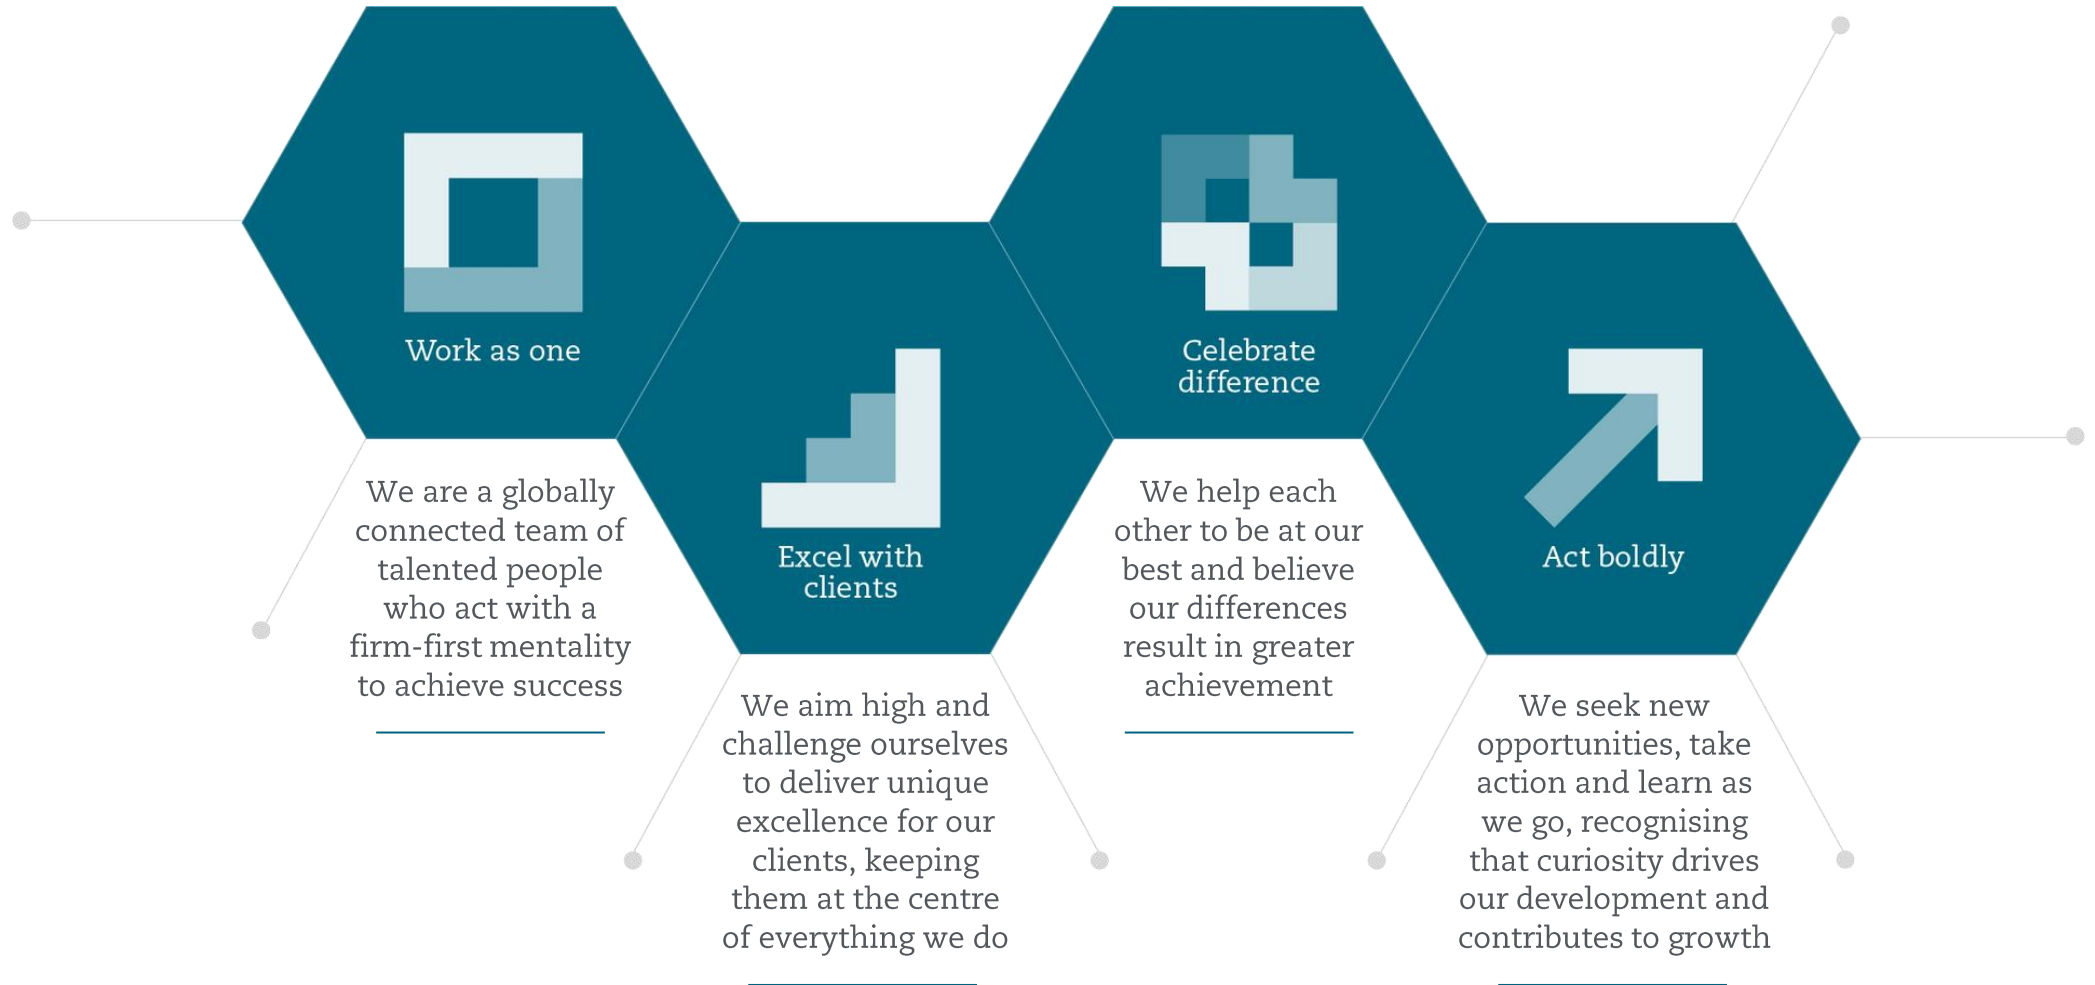 Work as one
We are a globally
connected team of
talented people
who act with a
firm-first mentality
to achieve success
Excel with
clients
We aim high and
challenge ourselves
to deliver unique
excellence for our
clients, keeping
them at the centre
of everything we do
Celebrate
difference
We help each
other to be at our
best and believe
our differences
result in greater
achievement
Act boldly
We seek new
opportunities, take
action and learn as
we go, recognising
that curiosity drives
our development and
contributes to growth